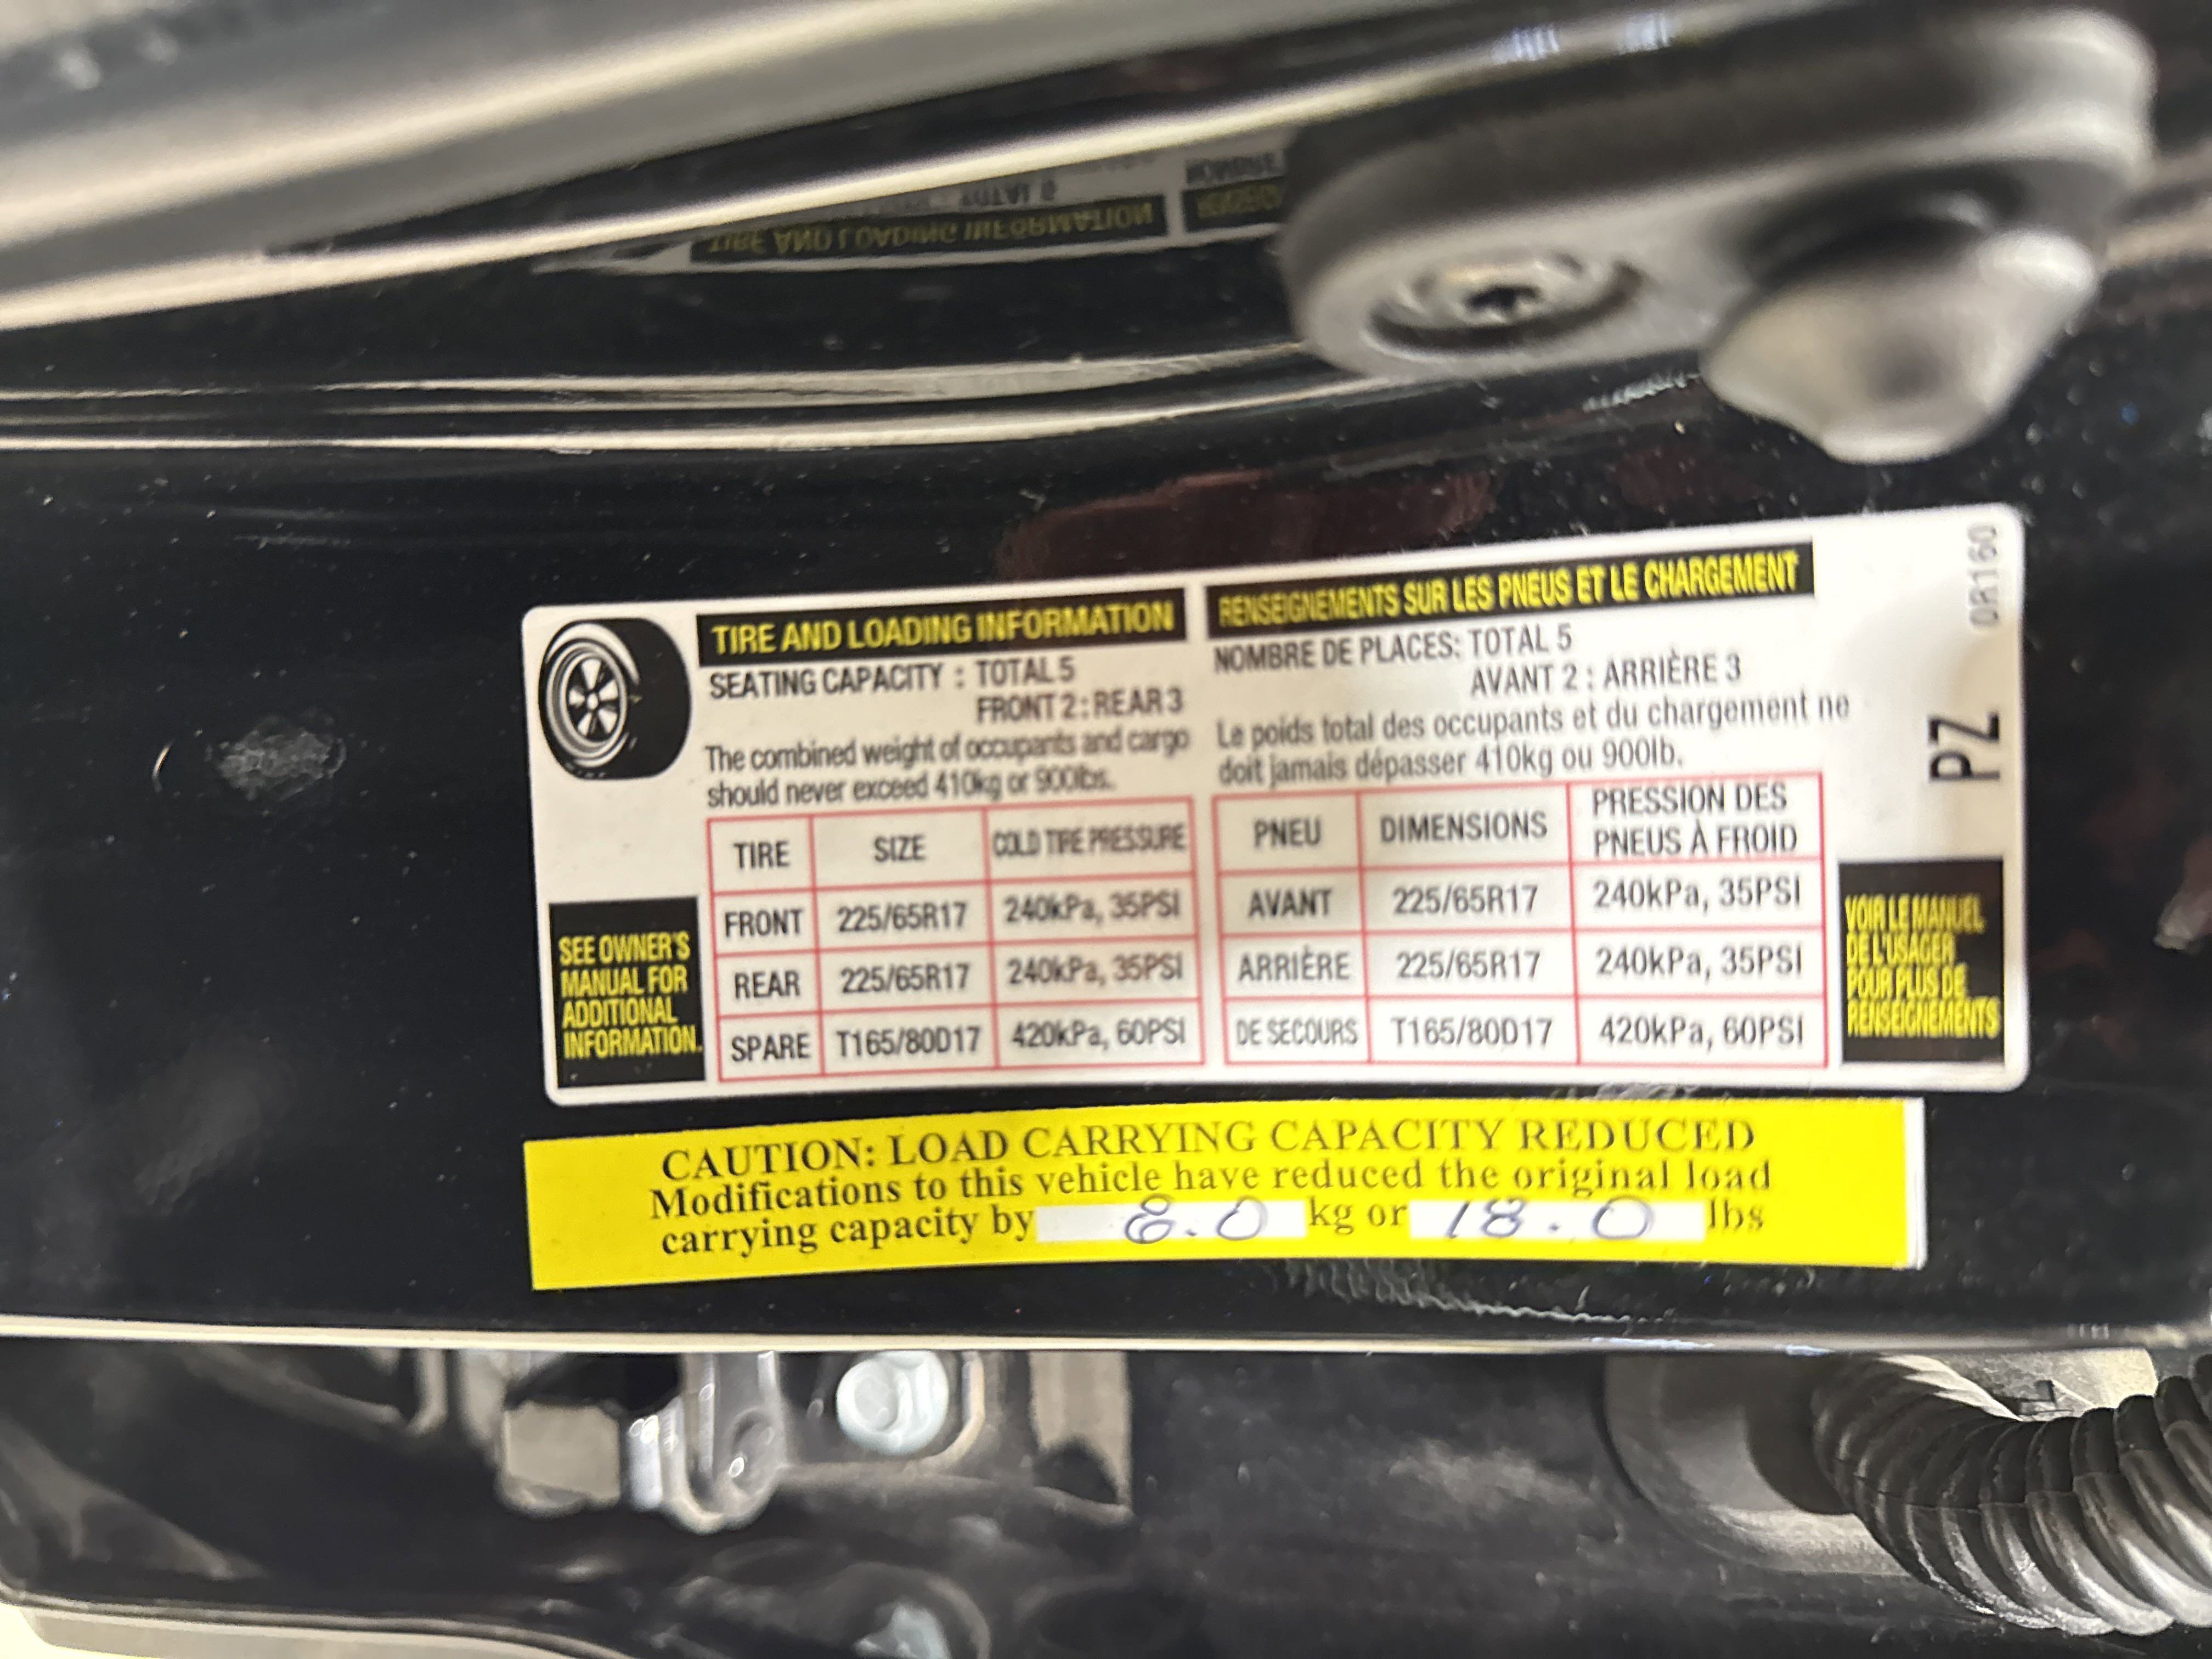 TIRE AND LOADING INFORMATION
SEATING CAPACITY : TOTAL 5
FRONT 2 : REAR 3
The combined weight of occupants and cargo
should never exceed 410kg or 900lbs.
TIRE SIZE COLD TIRE PRESSURE
FRONT 225/65R17 240kPa, 35PSI
REAR 225/65R17 240kPa, 35PSI
SPARE T165/80D17 420kPa, 60PSI
SEE OWNER'S
MANUAL FOR
ADDITIONAL
INFORMATION.
RENSEIGNEMENTS SUR LES PNEUS ET LE CHARGEMENT
NOMBRE DE PLACES: TOTAL 5
AVANT 2 : ARRIÈRE 3
Le poids total des occupants et du chargement ne
doit jamais dépasser 410kg ou 900lb.
PNEU DIMENSIONS PRESSION DES
PNEUS À FROID
AVANT 225/65R17 240kPa, 35PSI
ARRIÈRE 225/65R17 240kPa, 35PSI
DE SECOURS T165/80D17 420kPa, 60PSI
VOIR LE MANUEL
DE L'USAGER
POUR PLUS DE
RENSEIGNEMENTS
0R160
PZ
CAUTION: LOAD CARRYING CAPACITY REDUCED
Modifications to this vehicle have reduced the original load
carrying capacity by 8.0 kg or 18.0 lbs